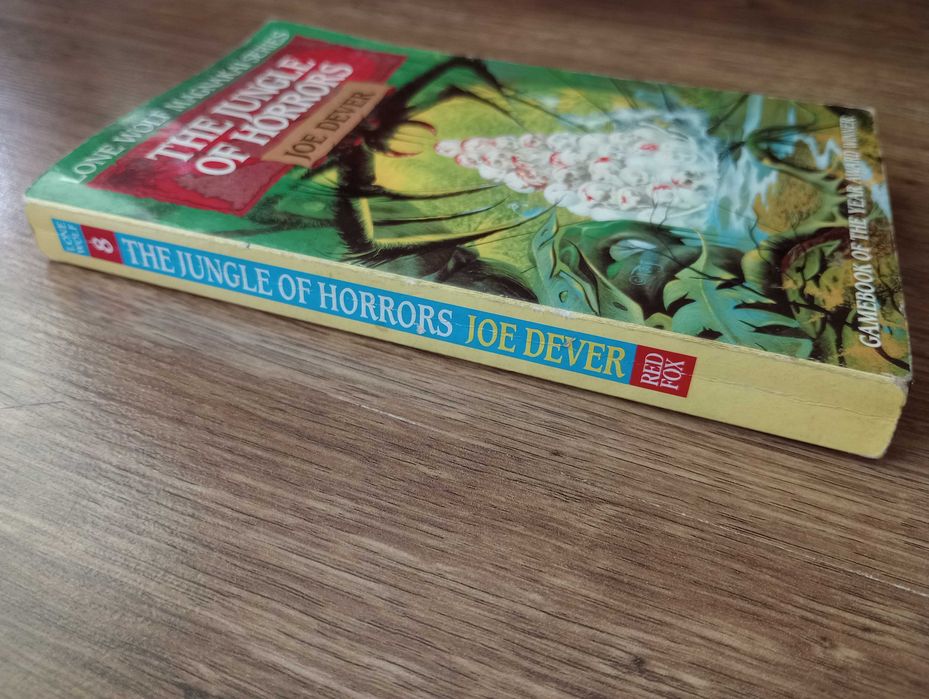 LONE WOLF MAGNAKAI SERIES
THE JUNGLE
OF HORRORS
JOE DEVER
GAMEBOOK OF THE YEAR AWARD WINNER
LONE
WOLF
8
THE JUNGLE OF HORRORS JOE DEVER
RED
FOX